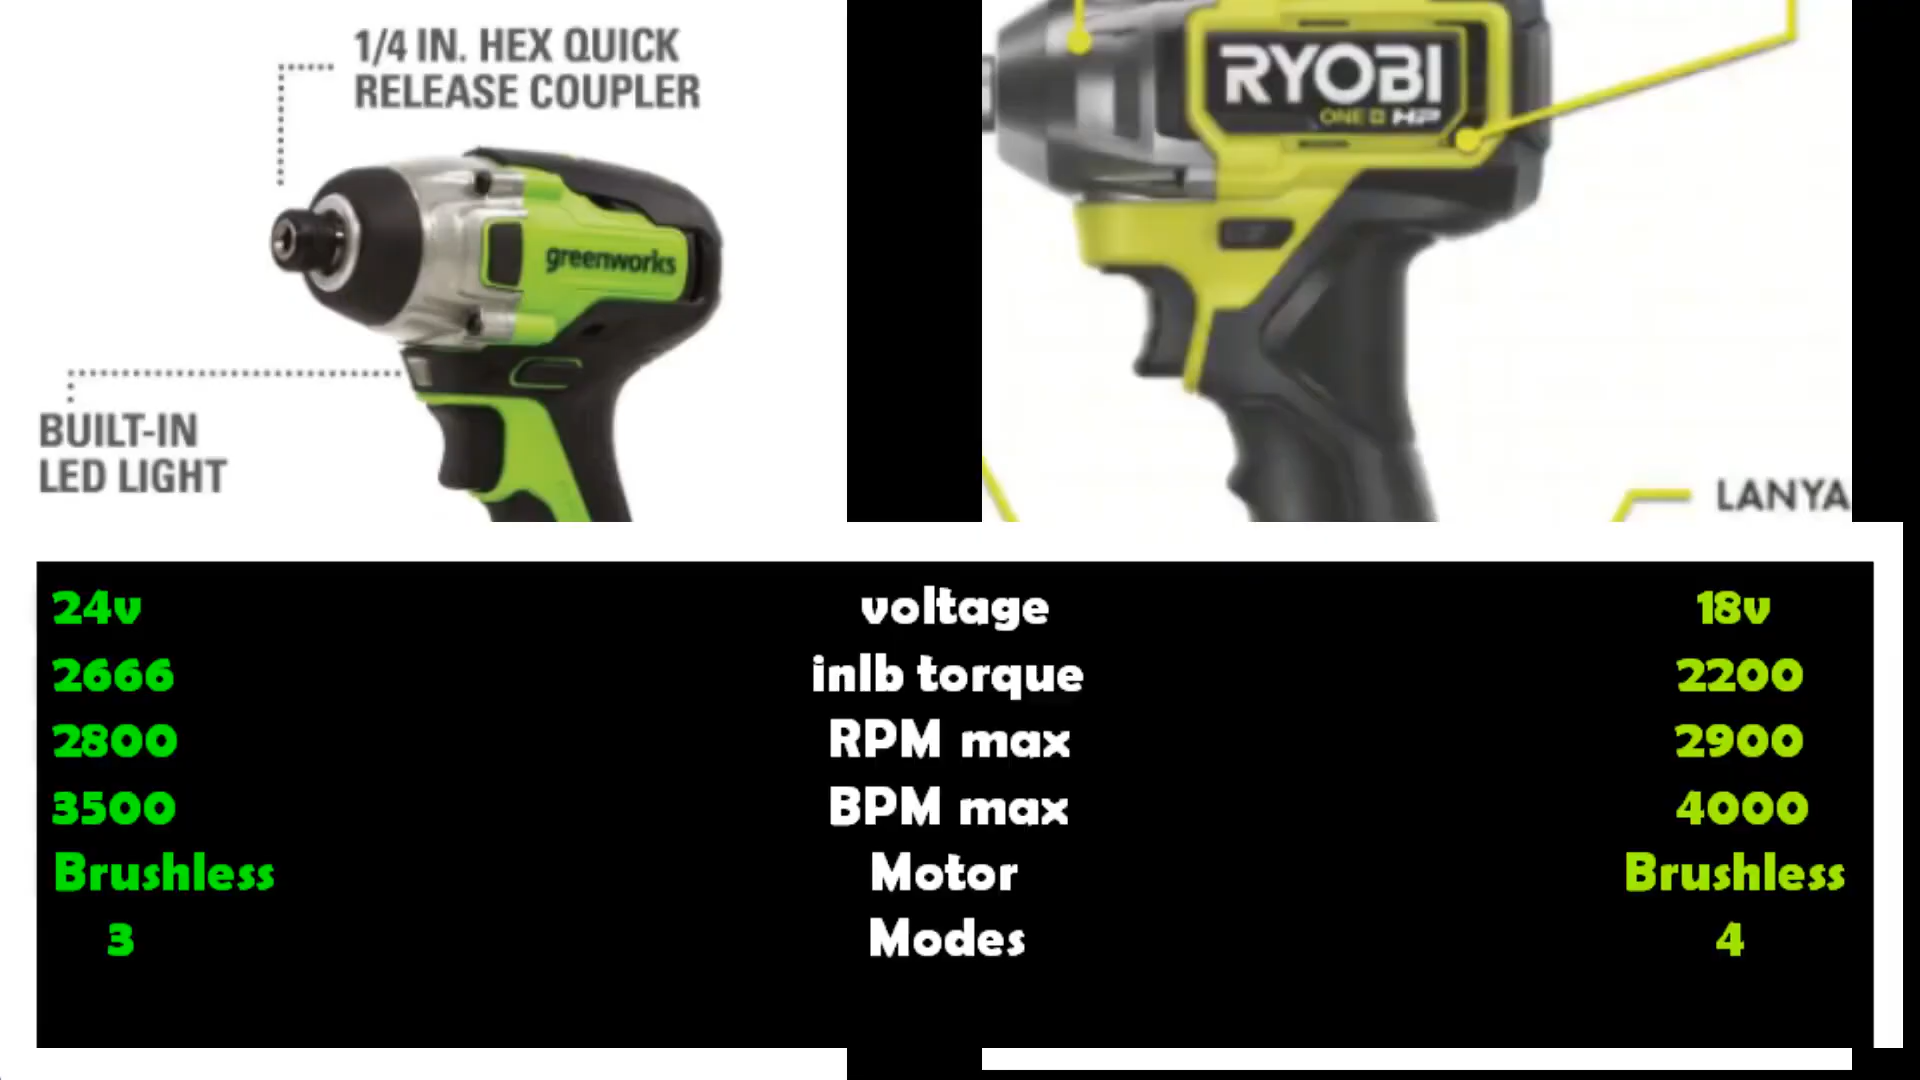 1/4 IN. HEX QUICK
RELEASE COUPLER
greenworks
BUILT-IN
LED LIGHT
RYOBI
ONE+ HP
LANYA
24v voltage 18v
2666 inlb torque 2200
2800 RPM max 2900
3500 BPM max 4000
Brushless Motor Brushless
3 Modes 4